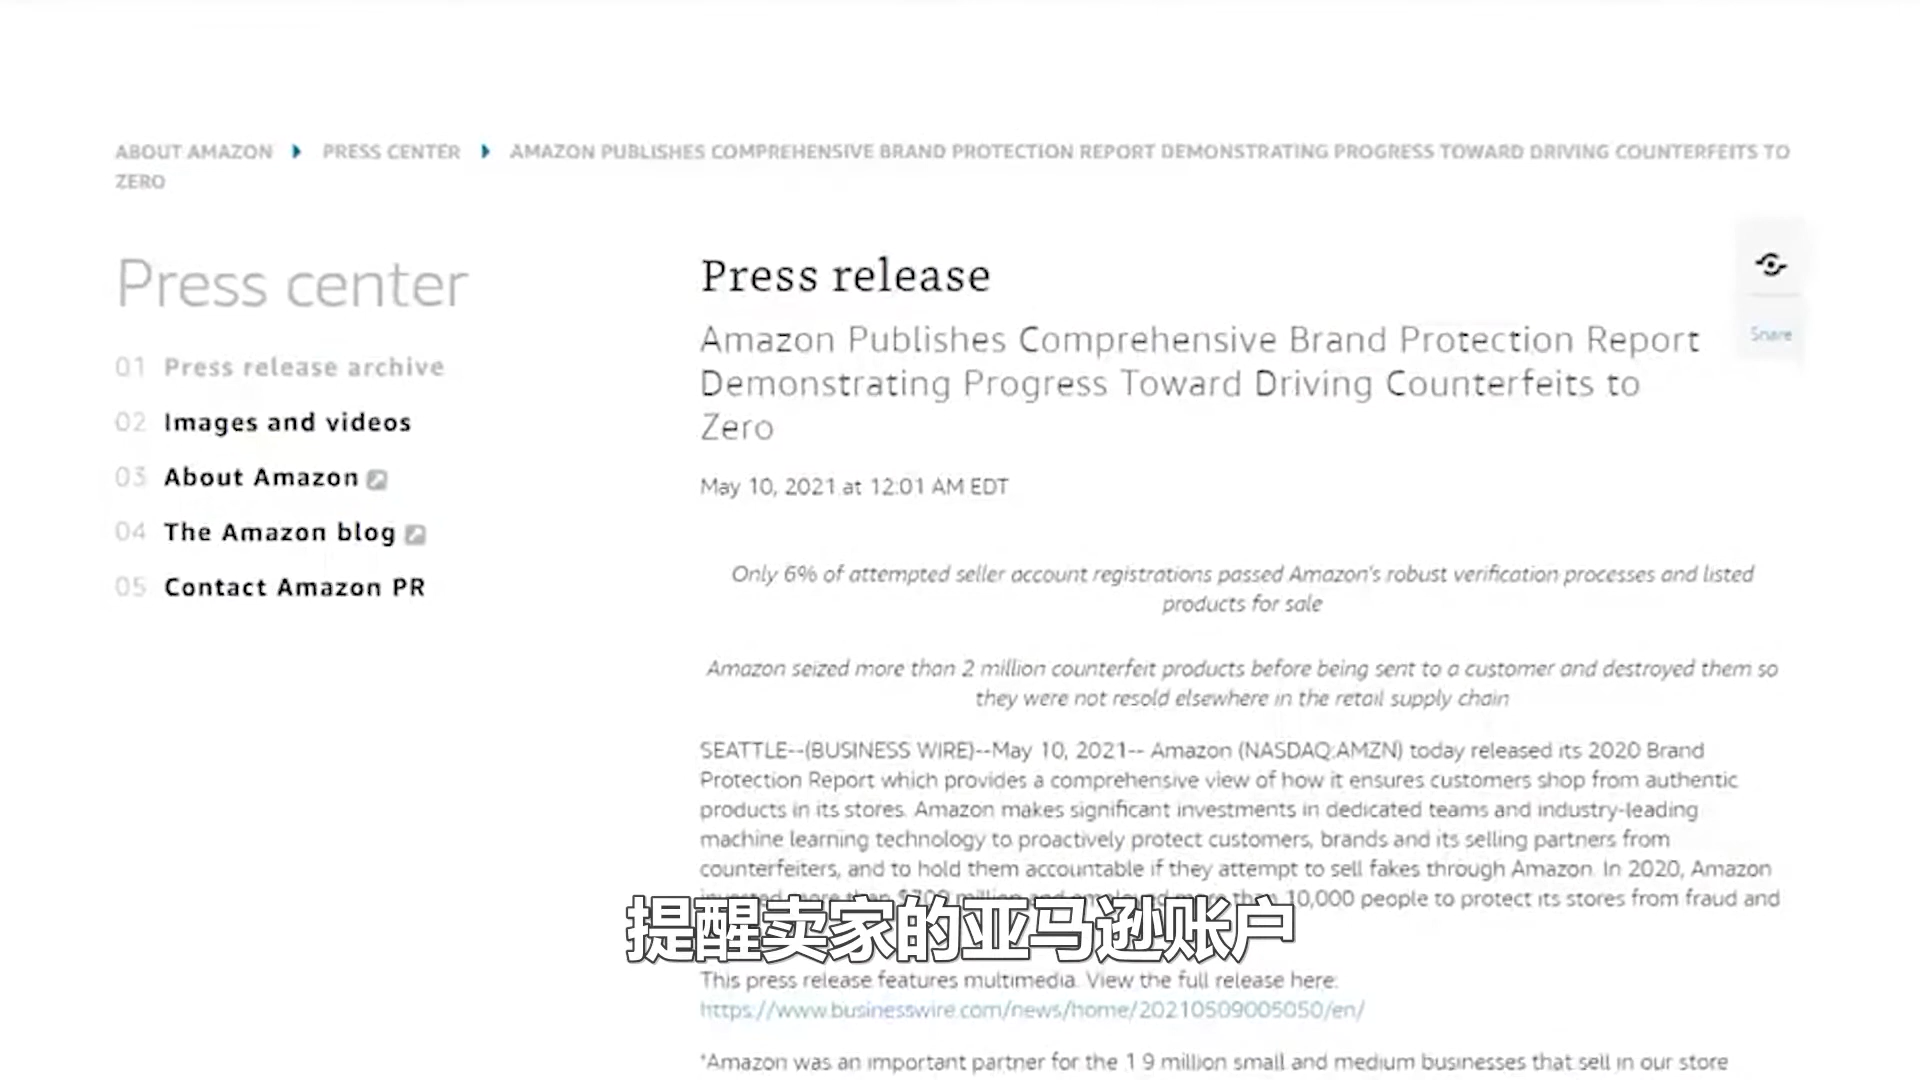 ABOUT AMAZON PRESS CENTER AMAZON PUBLISHES COMPREHENSIVE BRAND PROTECTION REPORT DEMONSTRATING PROGRESS TOWARD DRIVING COUNTERFEITS TO
ZERO
Press center
01 Press release archive
02 Images and videos
03 About Amazon
04 The Amazon blog
05 Contact Amazon PR
Press release
Share
Amazon Publishes Comprehensive Brand Protection Report
Demonstrating Progress Toward Driving Counterfeits to
Zero
May 10, 2021 at 12:01 AM EDT
Only 6% of attempted seller account registrations passed Amazon's robust verification processes and listed
products for sale
Amazon seized more than 2 million counterfeit products before being sent to a customer and destroyed them so
they were not resold elsewhere in the retail supply chain
SEATTLE--(BUSINESS WIRE)--May 10, 2021-- Amazon (NASDAQ:AMZN) today released its 2020 Brand
Protection Report which provides a comprehensive view of how it ensures customers shop from authentic
products in its stores. Amazon makes significant investments in dedicated teams and industry-leading
machine learning technology to proactively protect customers, brands and its selling partners from
counterfeiters, and to hold them accountable if they attempt to sell fakes through Amazon. In 2020, Amazon
invested more than $700 million and employed more than 10,000 people to protect its stores from fraud and
提醒卖家的亚马逊账户
This press release features multimedia. View the full release here:
https://www.businesswire.com/news/home/20210509005050/en/
"Amazon was an important partner for the 1.9 million small and medium businesses that sell in our store